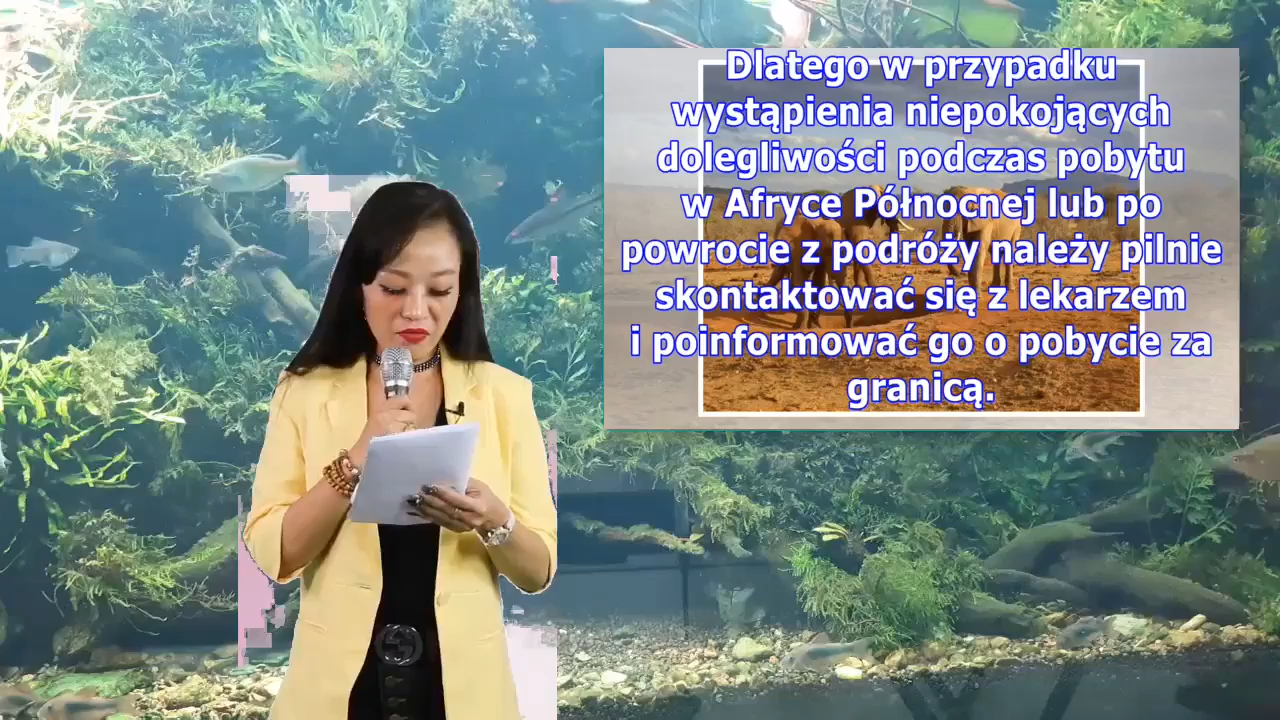 Dlatego w przypadku
wystąpienia niepokojących
dolegliwości podczas pobytu
w Afryce Północnej lub po
powrocie z podróży należy pilnie
skontaktować się z lekarzem
i poinformować go o pobycie za
granicą.